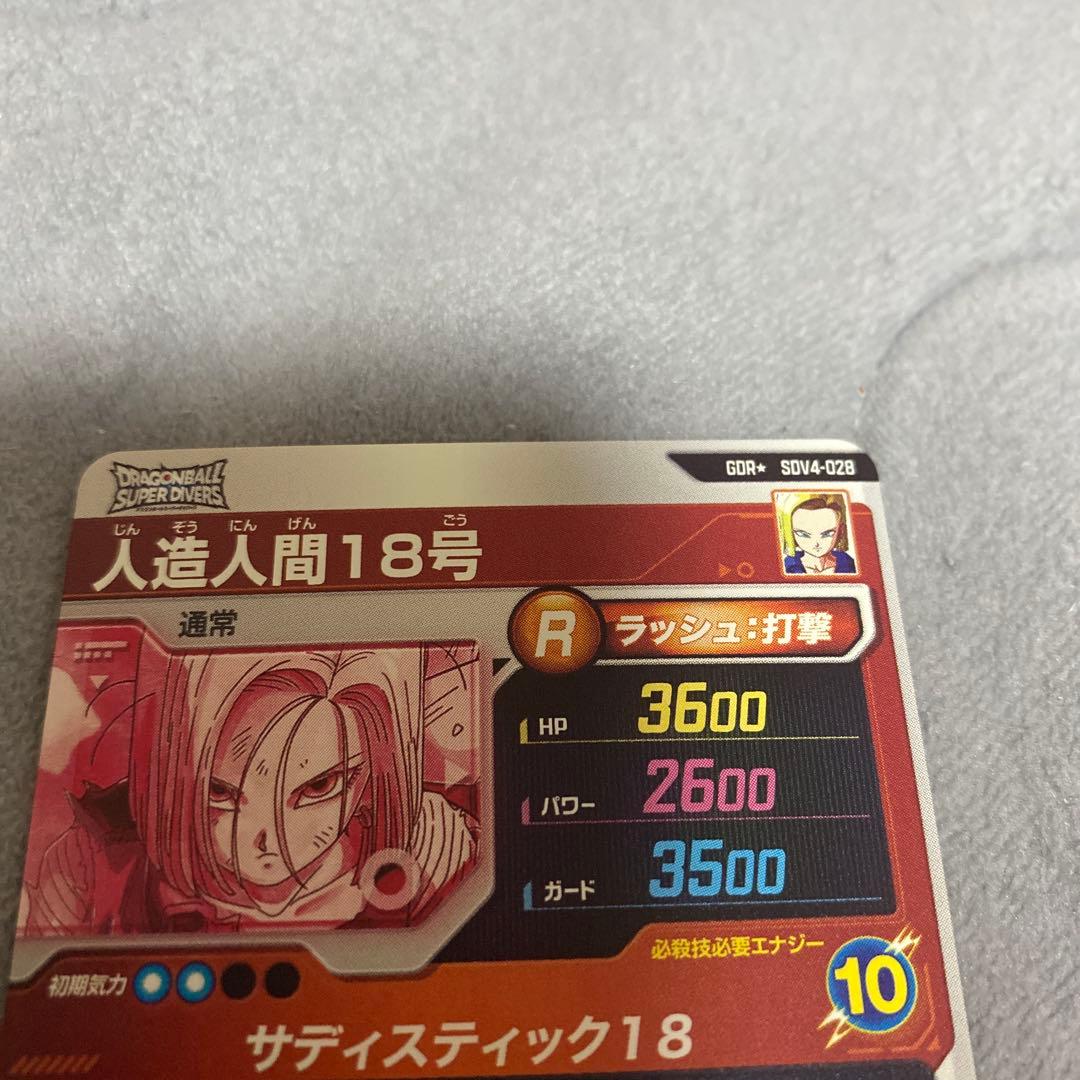 GDR★ SDV4-028
DRAGONBALL
SUPER DIVERS
じん ぞう にん げん ごう
人造人間18号
通常
R ラッシュ:打撃
HP 3600
パワー 2600
ガード 3500
必殺技必要エナジー
10
初期気力
サディスティック18